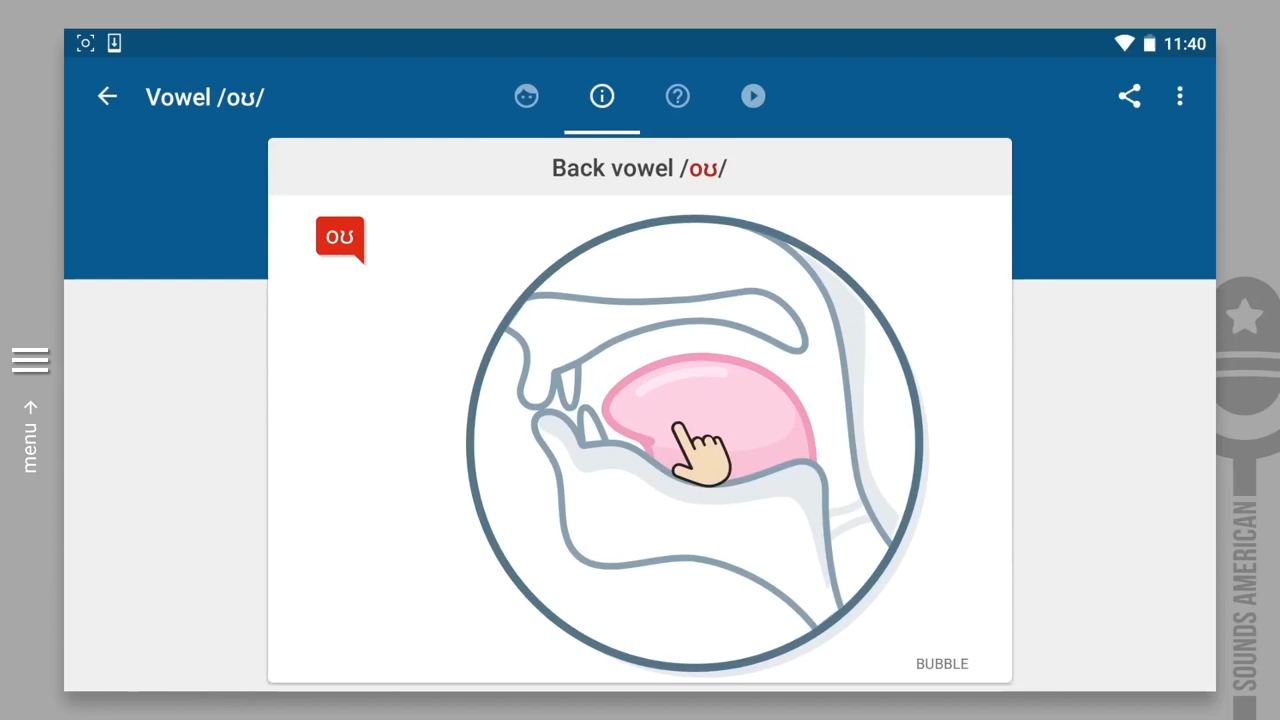 11:40
Vowel /oʊ/
Back vowel /oʊ/
oʊ
menu
BUBBLE
SOUNDS AMERICAN